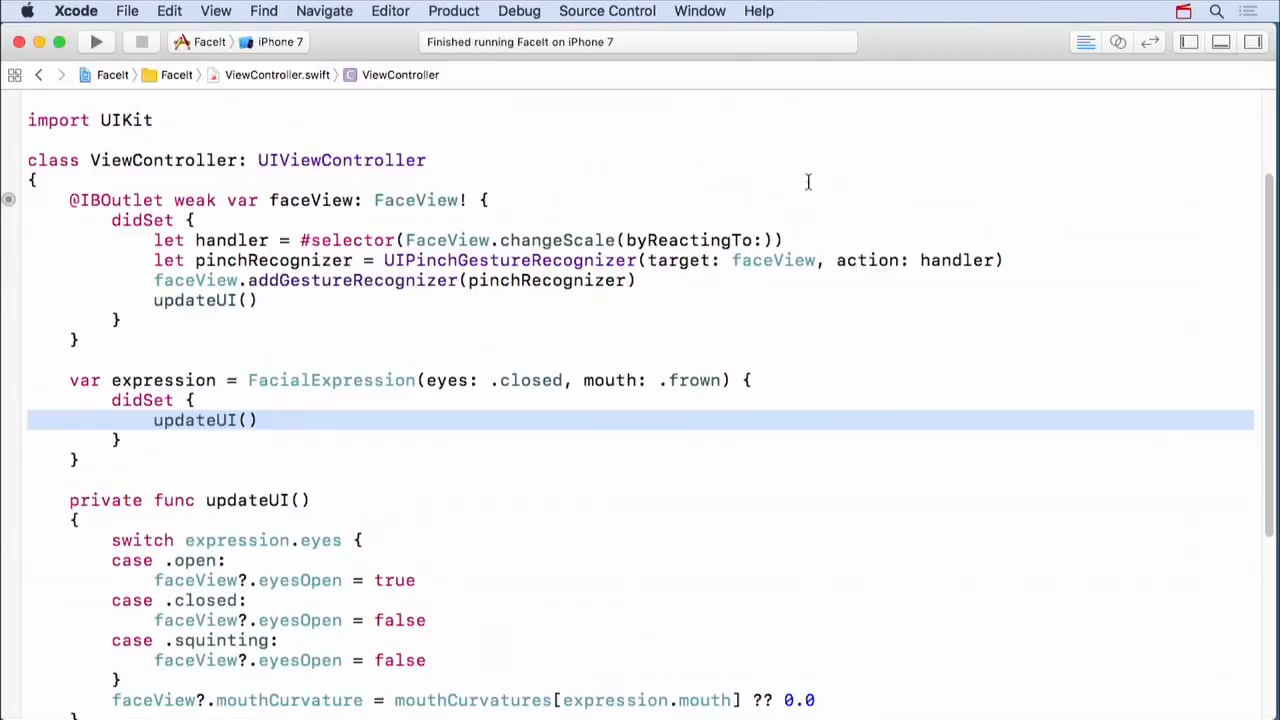 Xcode File Edit View Find Navigate Editor Product Debug Source Control Window Help
FaceIt iPhone 7 Finished running FaceIt on iPhone 7
FaceIt FaceIt ViewController.swift C ViewController
import UIKit
class ViewController: UIViewController
{
@IBOutlet weak var faceView: FaceView! {
didSet {
let handler = #selector(FaceView.changeScale(byReactingTo:))
let pinchRecognizer = UIPinchGestureRecognizer(target: faceView, action: handler)
faceView.addGestureRecognizer(pinchRecognizer)
updateUI()
}
}
var expression = FacialExpression(eyes: .closed, mouth: .frown) {
didSet {
updateUI()
}
}
private func updateUI()
{
switch expression.eyes {
case .open:
faceView?.eyesOpen = true
case .closed:
faceView?.eyesOpen = false
case .squinting:
faceView?.eyesOpen = false
}
faceView?.mouthCurvature = mouthCurvatures[expression.mouth] ?? 0.0
}